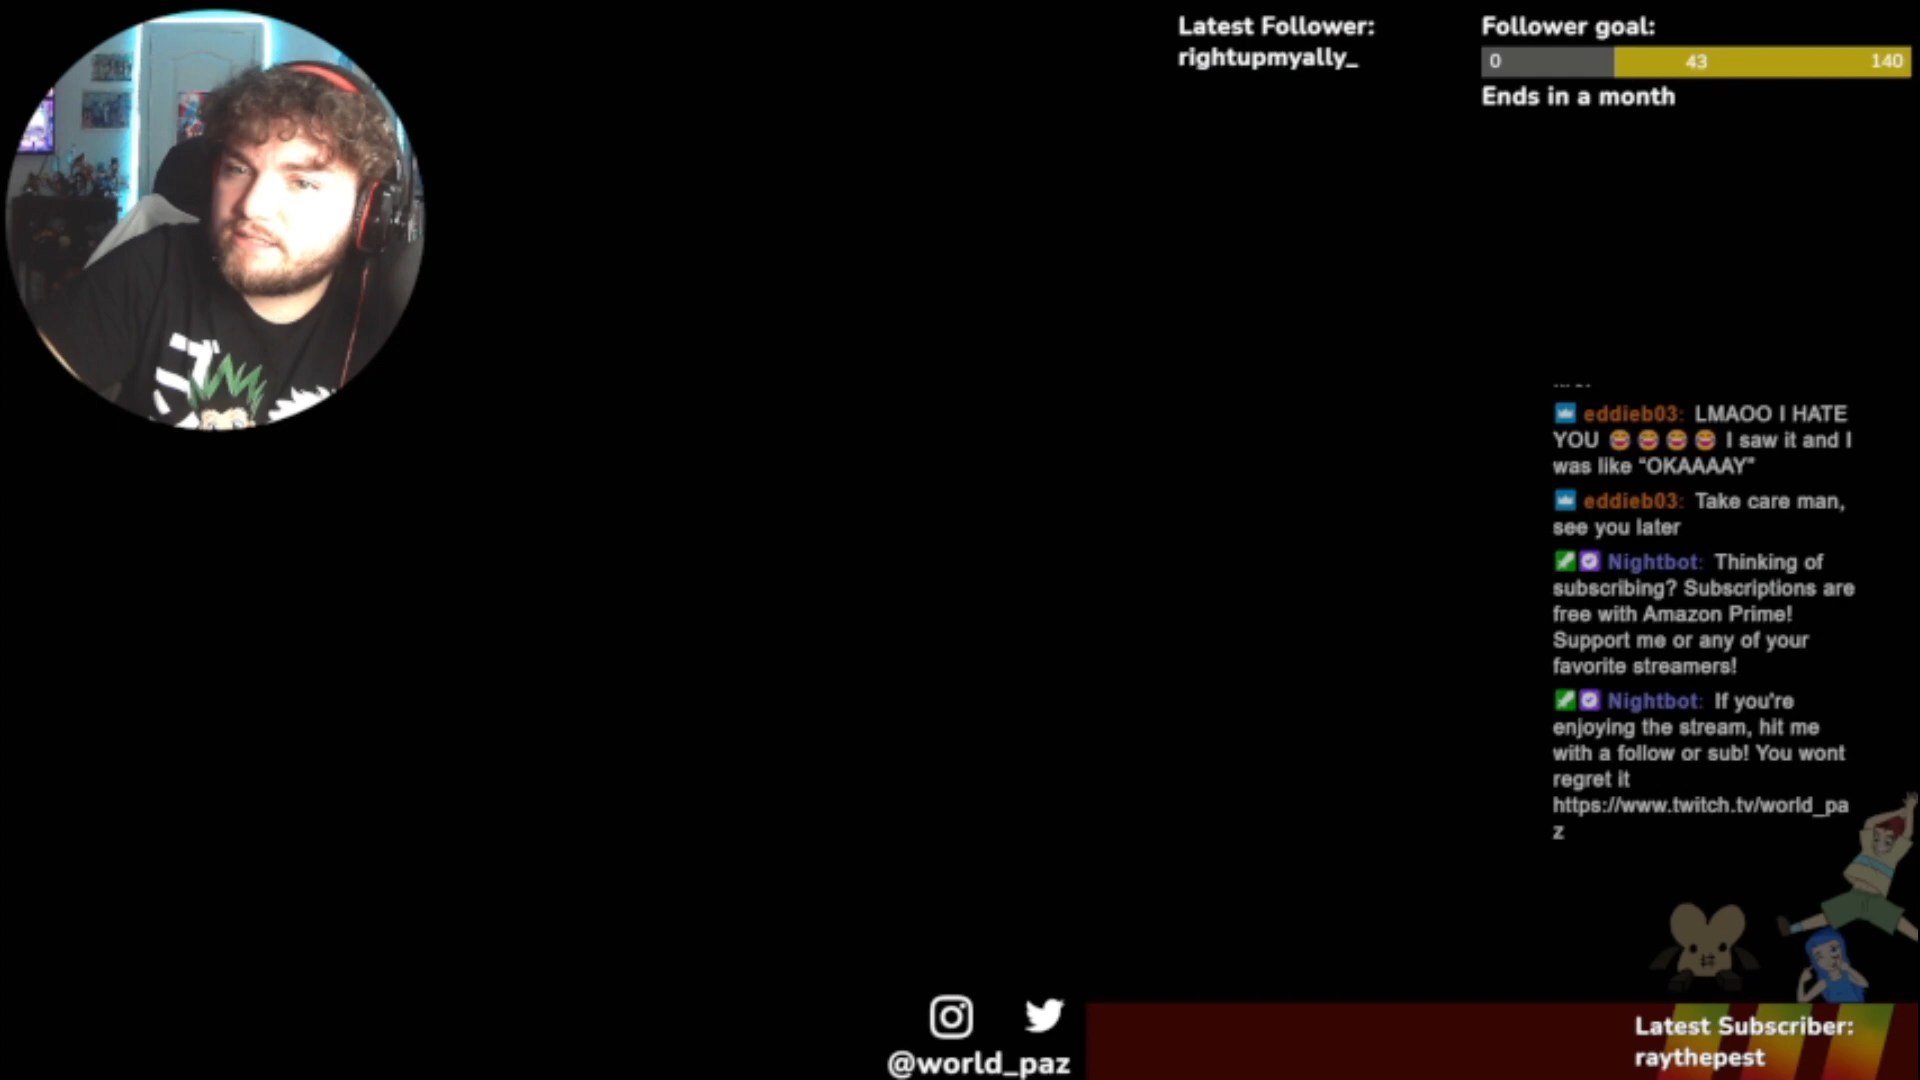 Latest Follower:
rightupmyally_
Follower goal:
0 43 140
Ends in a month
ゴン
eddieb03: LMAOO I HATE
YOU 😂 😂 😂 😂 I saw it and I
was like “OKAAAAY”
eddieb03: Take care man,
see you later
Nightbot: Thinking of
subscribing? Subscriptions are
free with Amazon Prime!
Support me or any of your
favorite streamers!
Nightbot: If you're
enjoying the stream, hit me
with a follow or sub! You wont
regret it
https://www.twitch.tv/world_pa
z
@world_paz
Latest Subscriber:
raythepest